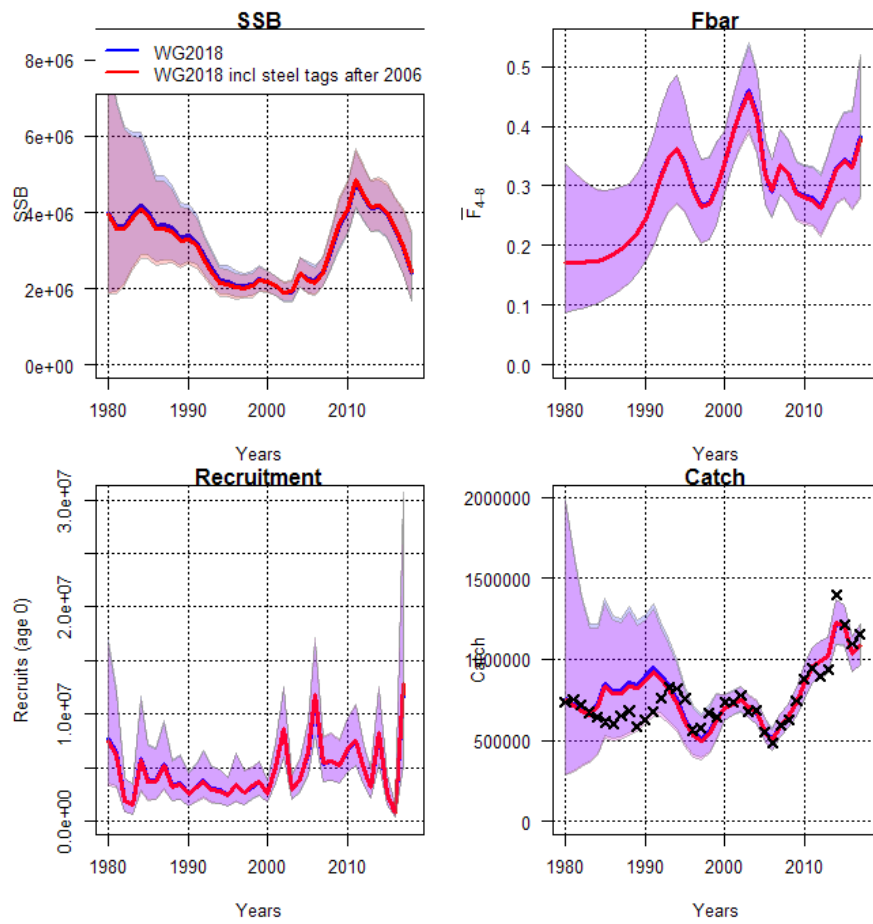 SSB
WG2018
WG2018 incl steel tags after 2006
8e+06
6e+06
4e+06
2e+06
0e+00
SSB
1980 1990 2000 2010
Years
Fbar
0.5
0.4
0.3
0.2
0.1
0.0
F4-8
1980 1990 2000 2010
Years
Recruitment
3.0e+07
2.0e+07
1.0e+07
0.0e+00
Recruits (age 0)
1980 1990 2000 2010
Years
Catch
2000000
1500000
1000000
500000
0
Catch
1980 1990 2000 2010
Years